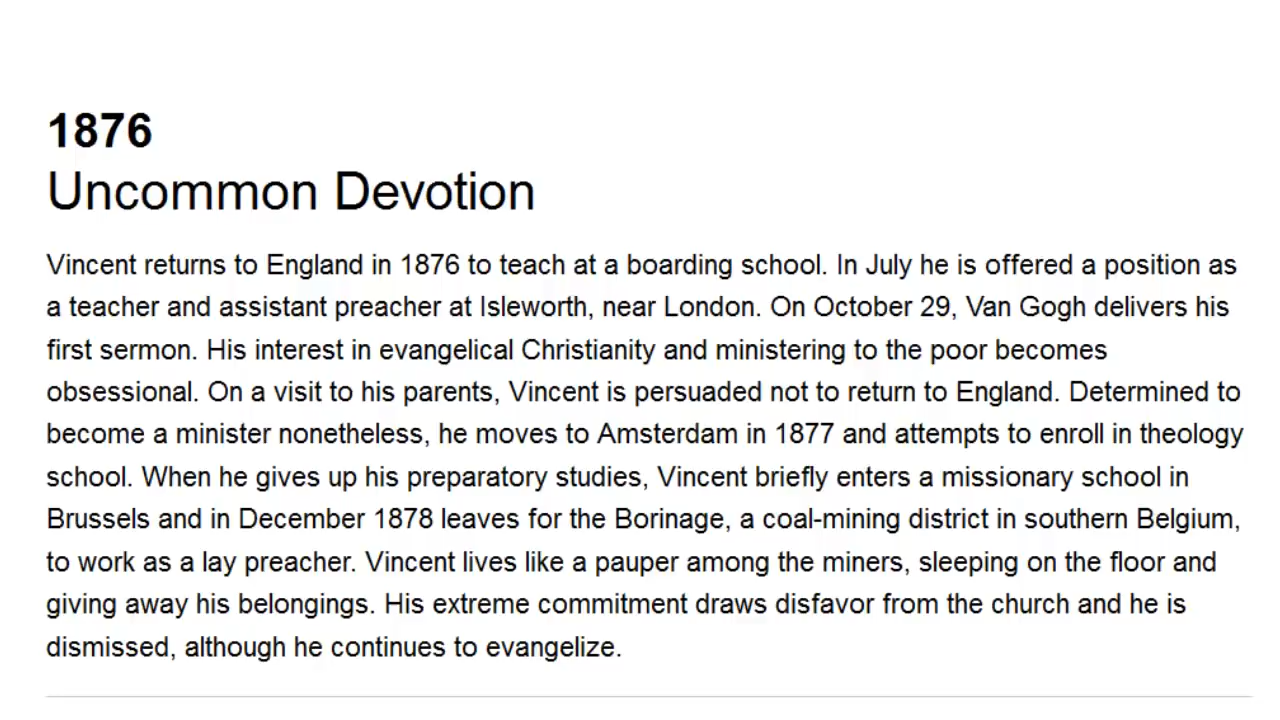 1876
Uncommon Devotion
Vincent returns to England in 1876 to teach at a boarding school. In July he is offered a position as
a teacher and assistant preacher at Isleworth, near London. On October 29, Van Gogh delivers his
first sermon. His interest in evangelical Christianity and ministering to the poor becomes
obsessional. On a visit to his parents, Vincent is persuaded not to return to England. Determined to
become a minister nonetheless, he moves to Amsterdam in 1877 and attempts to enroll in theology
school. When he gives up his preparatory studies, Vincent briefly enters a missionary school in
Brussels and in December 1878 leaves for the Borinage, a coal-mining district in southern Belgium,
to work as a lay preacher. Vincent lives like a pauper among the miners, sleeping on the floor and
giving away his belongings. His extreme commitment draws disfavor from the church and he is
dismissed, although he continues to evangelize.